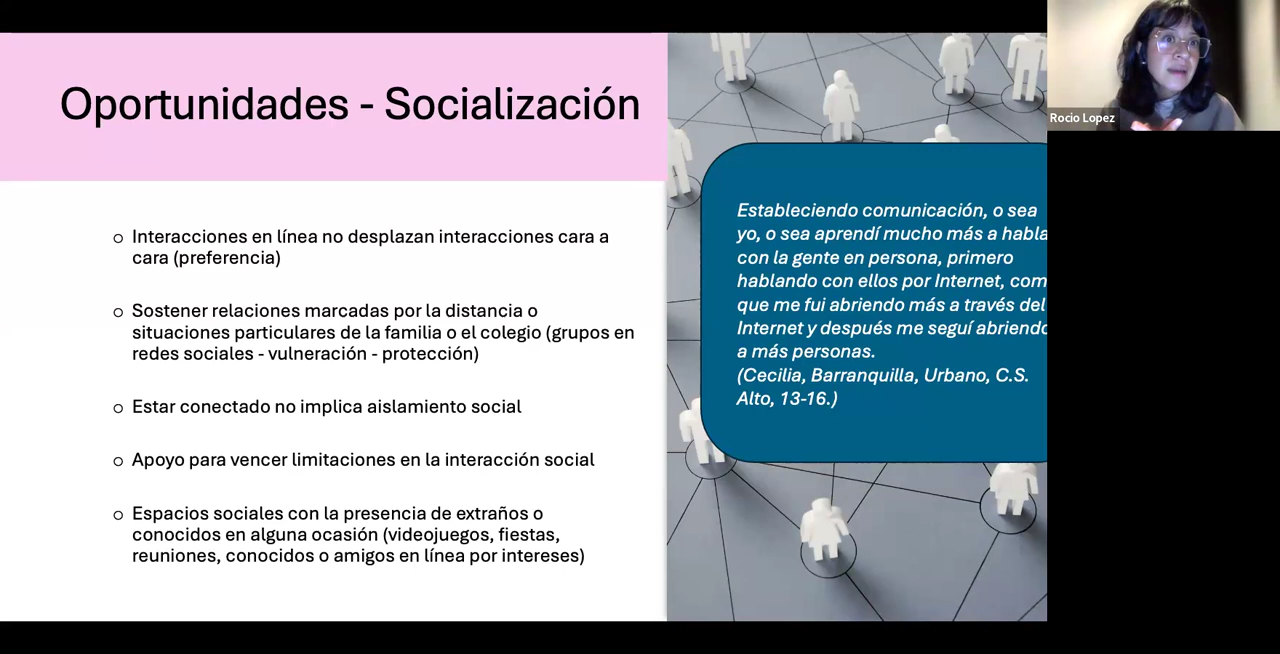 Oportunidades - Socialización
o Interacciones en línea no desplazan interacciones cara a
cara (preferencia)
o Sostener relaciones marcadas por la distancia o
situaciones particulares de la familia o el colegio (grupos en
redes sociales - vulneración - protección)
o Estar conectado no implica aislamiento social
o Apoyo para vencer limitaciones en la interacción social
o Espacios sociales con la presencia de extraños o
conocidos en alguna ocasión (videojuegos, fiestas,
reuniones, conocidos o amigos en línea por intereses)
Estableciendo comunicación, o sea
yo, o sea aprendí mucho más a habla
con la gente en persona, primero
hablando con ellos por Internet, com
que me fui abriendo más a través del
Internet y después me seguí abriendo
a más personas.
(Cecilia, Barranquilla, Urbano, C.S.
Alto, 13-16.)
Rocio Lopez